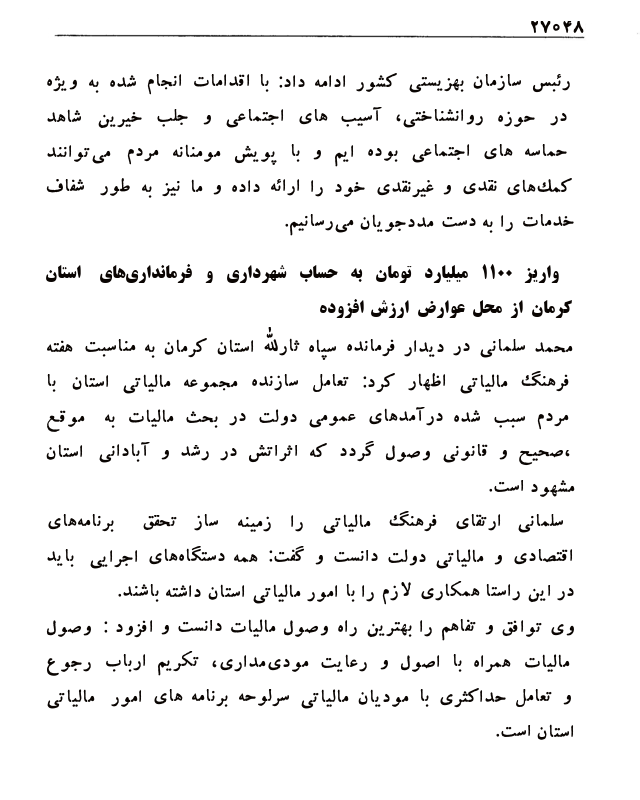 ۲۷۰۴۸
رئیس سازمان بهزیستی کشور ادامه داد: با اقدامات انجام شده به ویژه
در حوزه روانشناختی، آسیب های اجتماعی و جلب خیرین شاهد
حماسه های اجتماعی بوده ایم و با پویش مومنانه مردم می‌توانند
کمک‌های نقدی و غیرنقدی خود را ارائه داده و ما نیز به طور شفاف
خدمات را به دست مددجویان می‌رسانیم.
واریز ۱۱۰۰ میلیارد تومان به حساب شهرداری و فرمانداری‌های استان
کرمان از محل عوارض ارزش افزوده
محمد سلمانی در دیدار فرمانده سپاه ثارالله استان کرمان به مناسبت هفته
فرهنگ مالیاتی اظهار کرد: تعامل سازنده مجموعه مالیاتی استان با
مردم سبب شده درآمدهای عمومی دولت در بحث مالیات به موقع
،صحیح و قانونی وصول گردد که اثراتش در رشد و آبادانی استان
مشهود است.
سلمانی ارتقای فرهنگ مالیاتی را زمینه ساز تحقق برنامه‌های
اقتصادی و مالیاتی دولت دانست و گفت: همه دستگاه‌های اجرایی باید
در این راستا همکاری لازم را با امور مالیاتی استان داشته باشند.
وی توافق و تفاهم را بهترین راه وصول مالیات دانست و افزود : وصول
مالیات همراه با اصول و رعایت مودی‌مداری، تکریم ارباب رجوع
و تعامل حداکثری با مودیان مالیاتی سرلوحه برنامه های امور مالیاتی
استان است.